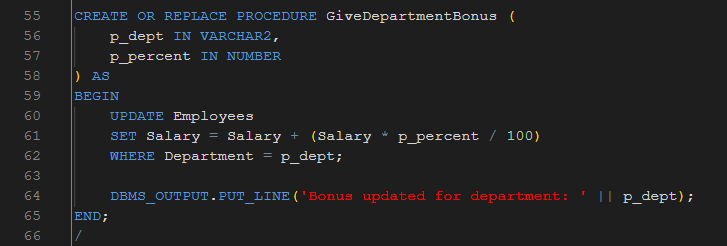 55 CREATE OR REPLACE PROCEDURE GiveDepartmentBonus (
56     p_dept IN VARCHAR2,
57     p_percent IN NUMBER
58 ) AS
59 BEGIN
60     UPDATE Employees
61     SET Salary = Salary + (Salary * p_percent / 100)
62     WHERE Department = p_dept;
63
64     DBMS_OUTPUT.PUT_LINE('Bonus updated for department: ' || p_dept);
65 END;
66 /